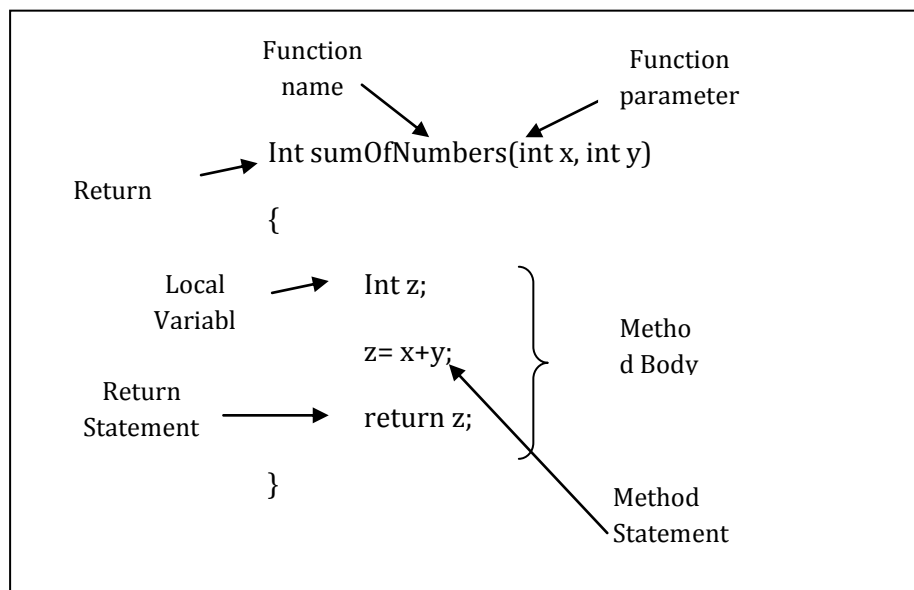 Function
name
Function
parameter
Int sumOfNumbers(int x, int y)
Return
{
Local
Variabl
Int z;
z= x+y;
Metho
d Body
Return
Statement
return z;
}
Method
Statement